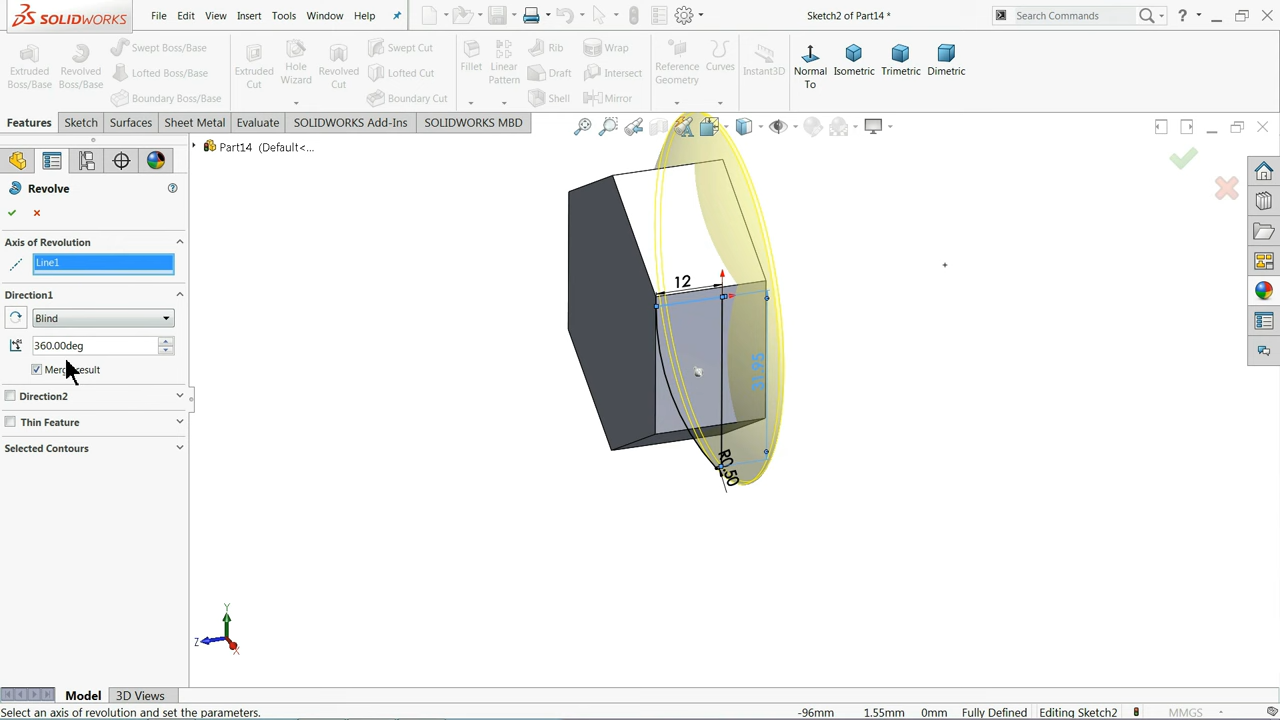 SOLIDWORKS
File Edit View Insert Tools Window Help
Sketch2 of Part14 *
Search Commands
?
Extruded Boss/Base
Revolved Boss/Base
Swept Boss/Base
Lofted Boss/Base
Boundary Boss/Base
Extruded Cut
Hole Wizard
Revolved Cut
Swept Cut
Lofted Cut
Boundary Cut
Fillet
Linear Pattern
Rib
Draft
Shell
Wrap
Intersect
Mirror
Reference Geometry
Curves
Instant3D
Normal To
Isometric
Trimetric
Dimetric
Features Sketch Surfaces Sheet Metal Evaluate SOLIDWORKS Add-Ins SOLIDWORKS MBD
Part14 (Default<...
Revolve
Axis of Revolution
Line1
Direction1
Blind
360.00deg
Direction2
Thin Feature
Selected Contours
12
31.95
R0.50
Y
Z
X
Model 3D Views
Select an axis of revolution and set the parameters.
-96mm 1.55mm 0mm Fully Defined Editing Sketch2 MMGS